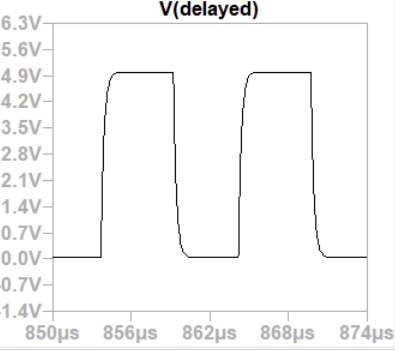 V(delayed)
6.3V
5.6V
4.9V
4.2V
3.5V
2.8V
2.1V
1.4V
0.7V
0.0V
-0.7V
-1.4V
850µs 856µs 862µs 868µs 874µs